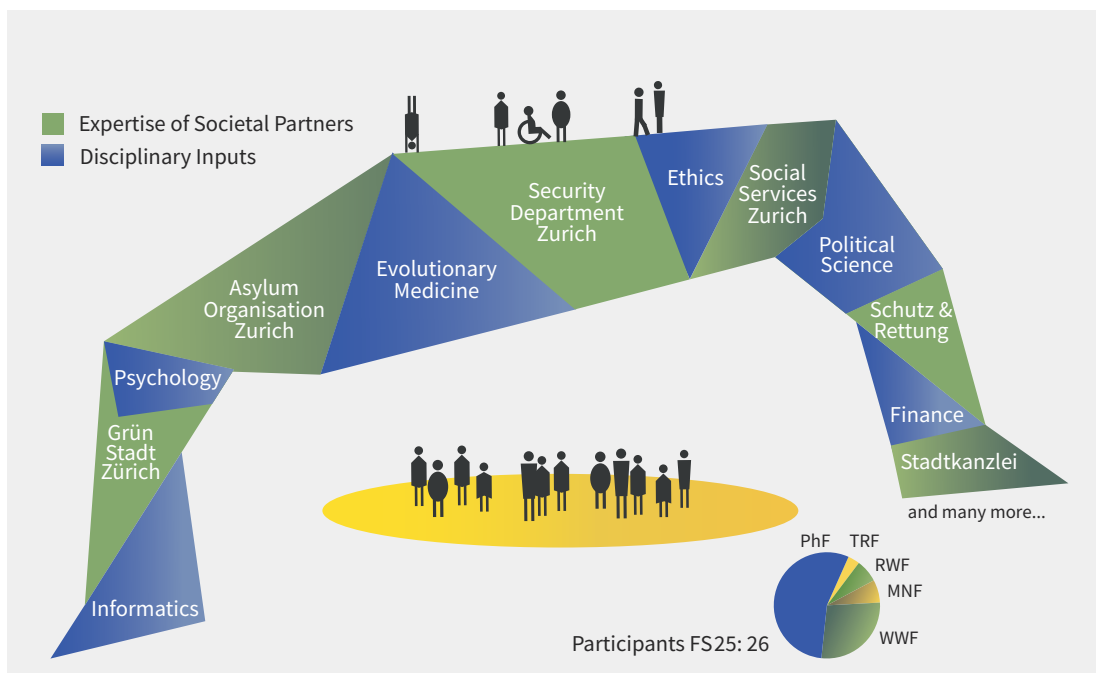 Expertise of Societal Partners
Disciplinary Inputs
Informatics
Grün
Stadt
Zürich
Psychology
Asylum
Organisation
Zurich
Evolutionary
Medicine
Security
Department
Zurich
Ethics
Social
Services
Zurich
Political
Science
Schutz &
Rettung
Finance
Stadtkanzlei
and many more...
PhF
TRF
RWF
MNF
WWF
Participants FS25: 26